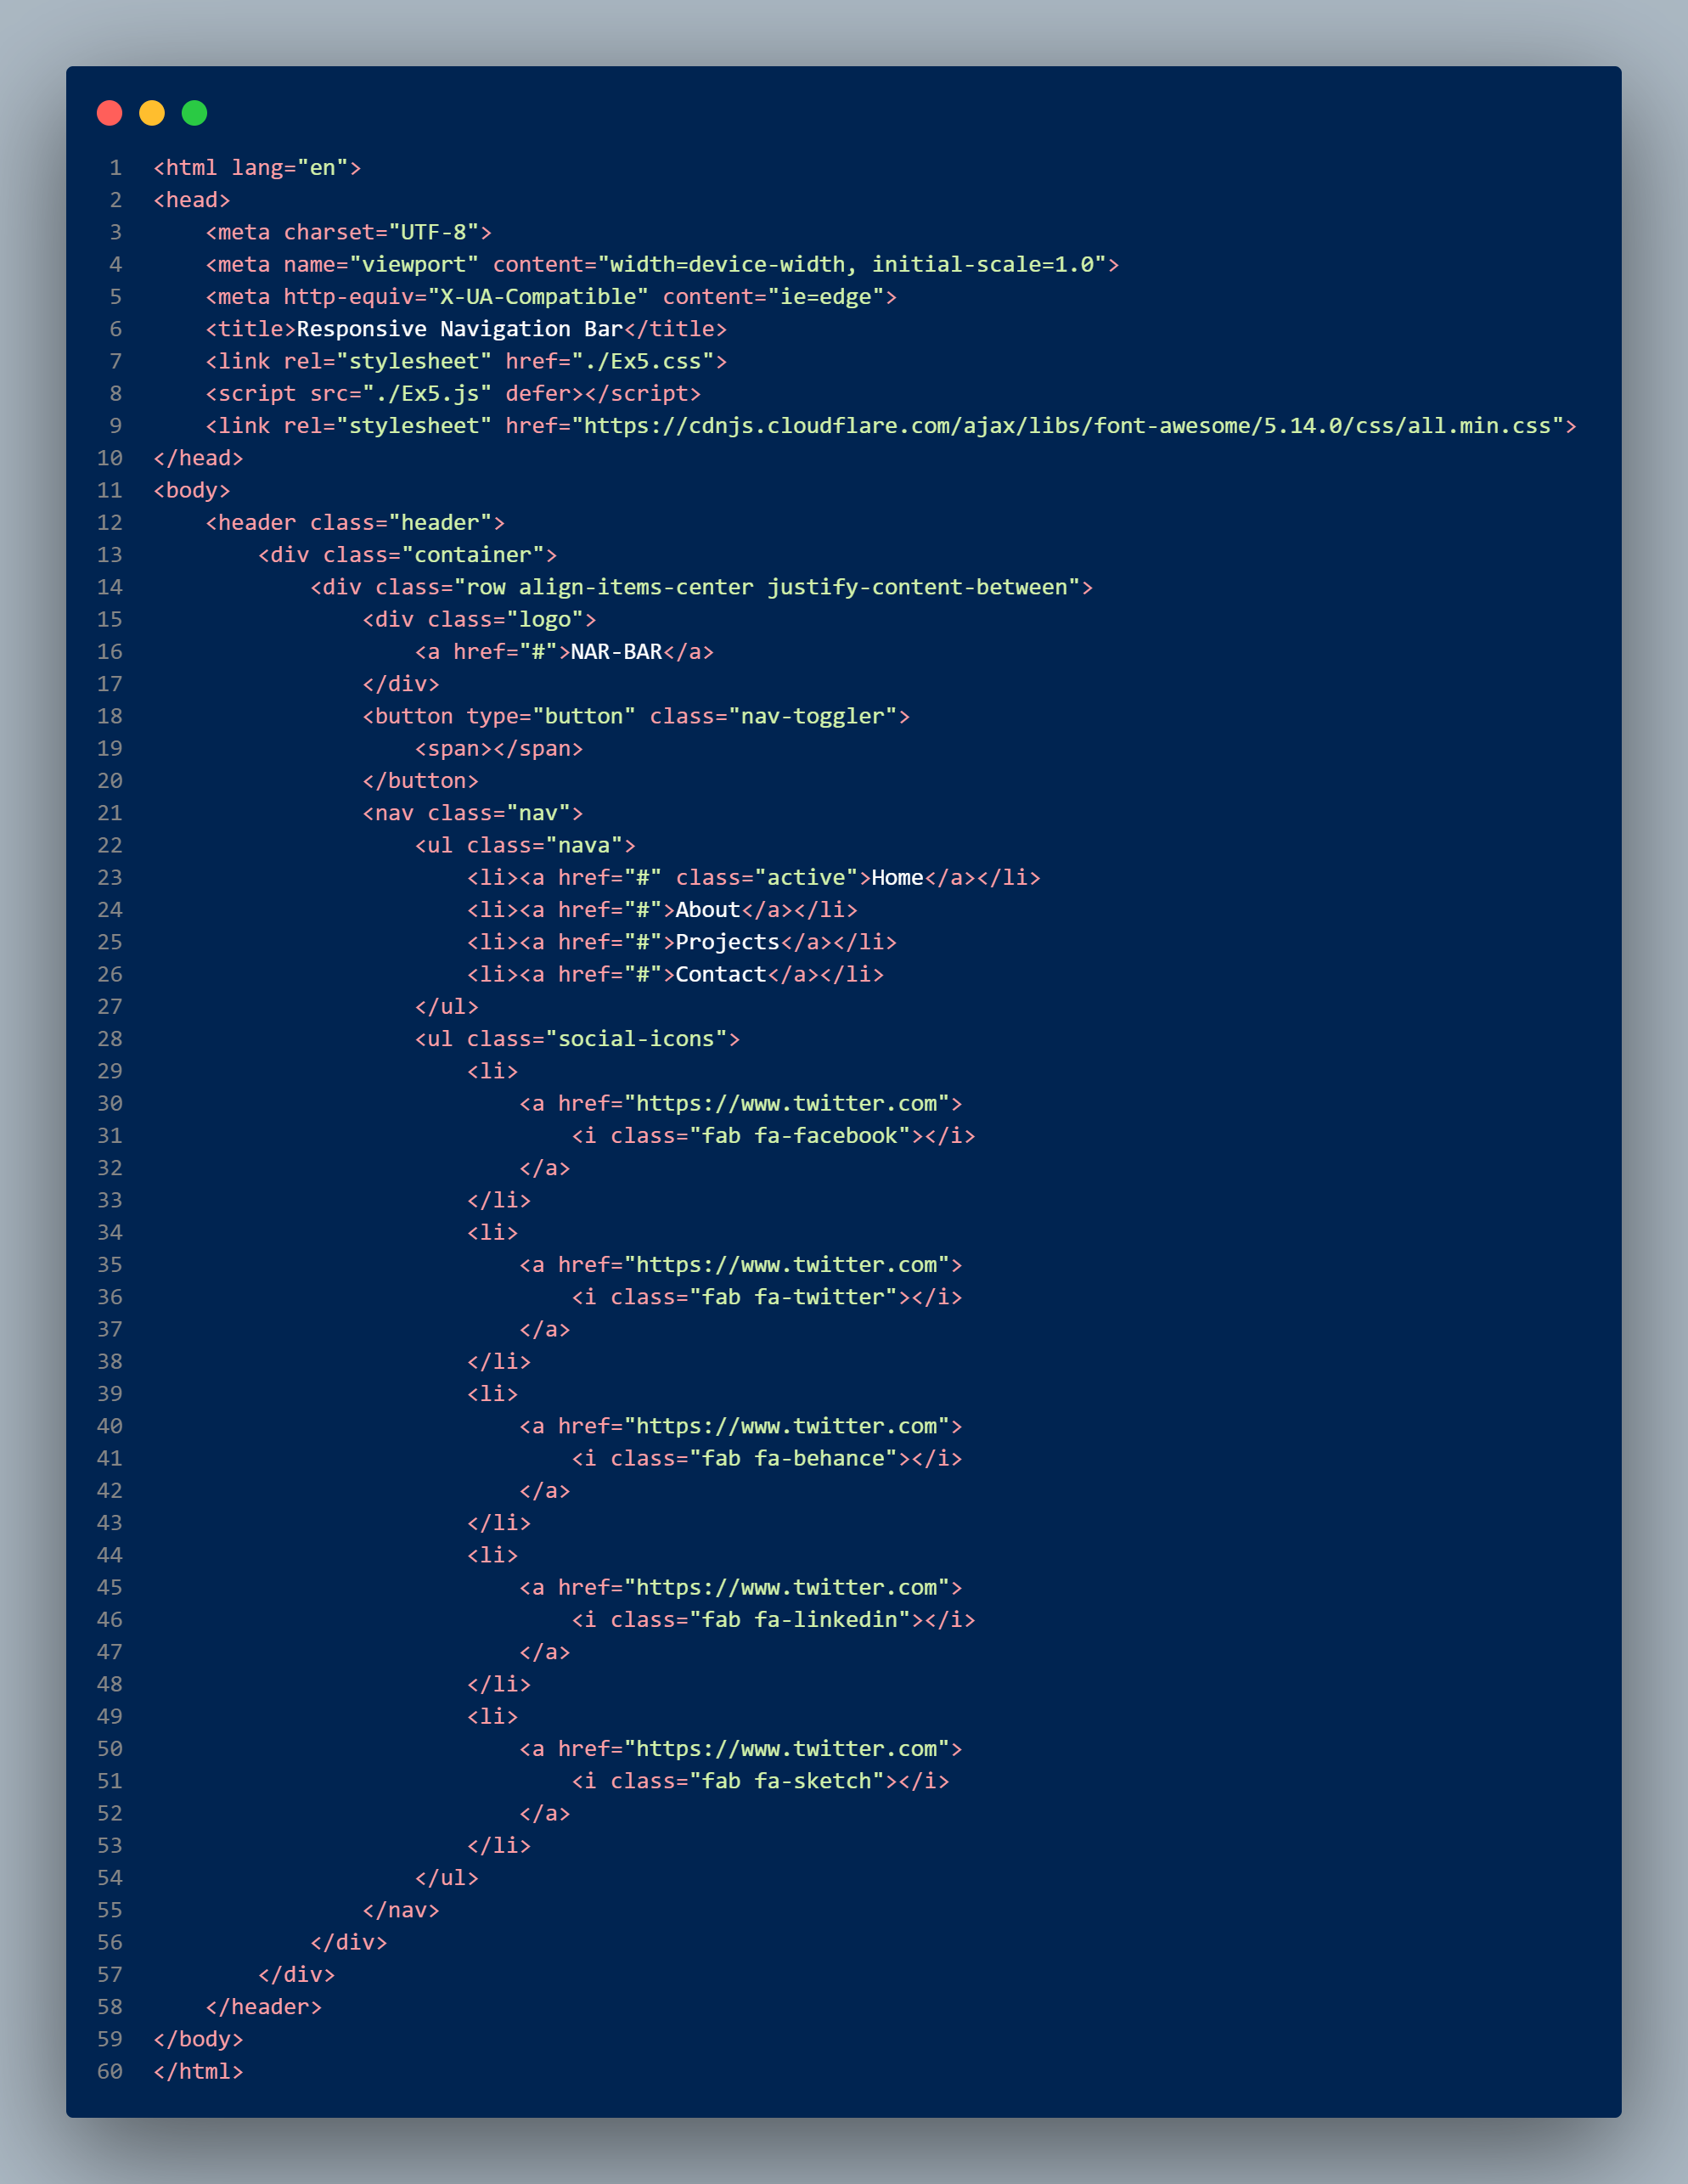 1 <html lang="en">
2 <head>
3     <meta charset="UTF-8">
4     <meta name="viewport" content="width=device-width, initial-scale=1.0">
5     <meta http-equiv="X-UA-Compatible" content="ie=edge">
6     <title>Responsive Navigation Bar</title>
7     <link rel="stylesheet" href="./Ex5.css">
8     <script src="./Ex5.js" defer></script>
9     <link rel="stylesheet" href="https://cdnjs.cloudflare.com/ajax/libs/font-awesome/5.14.0/css/all.min.css">
10 </head>
11 <body>
12     <header class="header">
13         <div class="container">
14             <div class="row align-items-center justify-content-between">
15                 <div class="logo">
16                     <a href="#">NAR-BAR</a>
17                 </div>
18                 <button type="button" class="nav-toggler">
19                     <span></span>
20                 </button>
21                 <nav class="nav">
22                     <ul class="nava">
23                         <li><a href="#" class="active">Home</a></li>
24                         <li><a href="#">About</a></li>
25                         <li><a href="#">Projects</a></li>
26                         <li><a href="#">Contact</a></li>
27                     </ul>
28                     <ul class="social-icons">
29                         <li>
30                             <a href="https://www.twitter.com">
31                                 <i class="fab fa-facebook"></i>
32                             </a>
33                         </li>
34                         <li>
35                             <a href="https://www.twitter.com">
36                                 <i class="fab fa-twitter"></i>
37                             </a>
38                         </li>
39                         <li>
40                             <a href="https://www.twitter.com">
41                                 <i class="fab fa-behance"></i>
42                             </a>
43                         </li>
44                         <li>
45                             <a href="https://www.twitter.com">
46                                 <i class="fab fa-linkedin"></i>
47                             </a>
48                         </li>
49                         <li>
50                             <a href="https://www.twitter.com">
51                                 <i class="fab fa-sketch"></i>
52                             </a>
53                         </li>
54                     </ul>
55                 </nav>
56             </div>
57         </div>
58     </header>
59 </body>
60 </html>